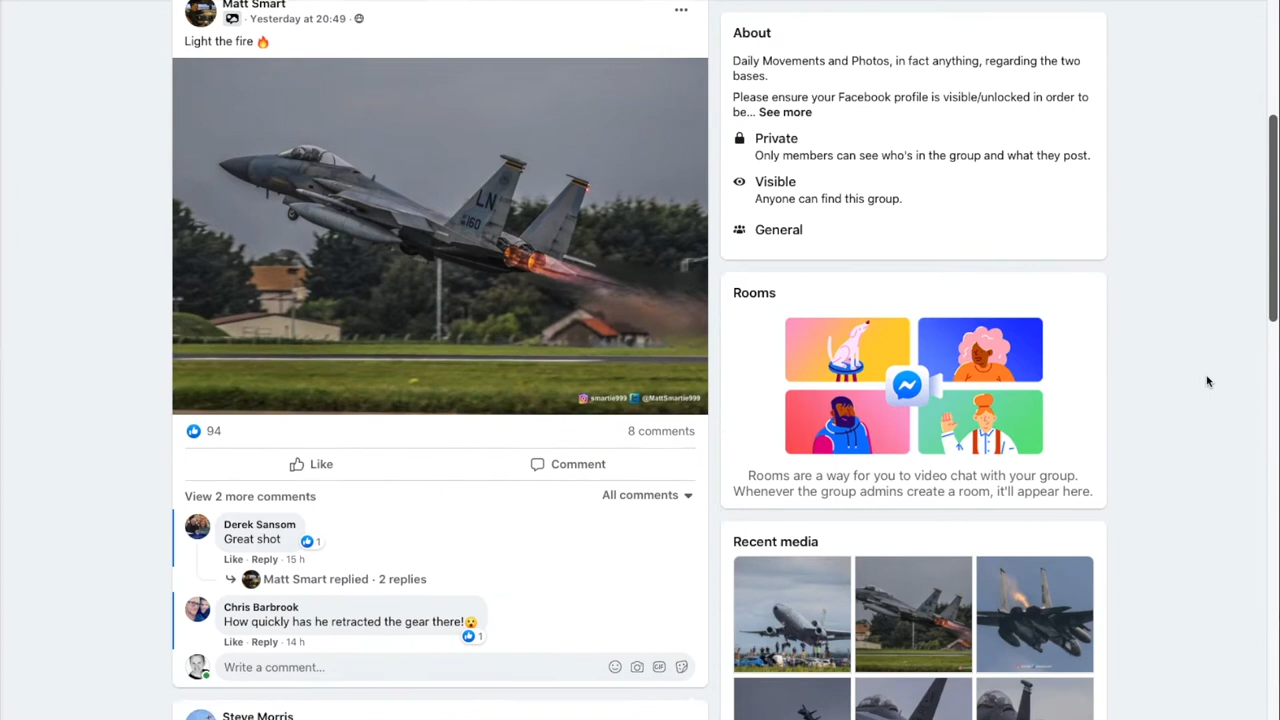 Matt Smart
· Yesterday at 20:49 ·
Light the fire 🔥
LN
160
smartie999 @MattSmartie999
94
8 comments
Like
Comment
View 2 more comments
All comments
Derek Sansom
Great shot
1
Like · Reply · 15 h
Matt Smart replied · 2 replies
Chris Barbrook
How quickly has he retracted the gear there!😮
1
Like · Reply · 14 h
Write a comment...
GIF
Steve Morris
About
Daily Movements and Photos, in fact anything, regarding the two
bases.
Please ensure your Facebook profile is visible/unlocked in order to
be... See more
Private
Only members can see who's in the group and what they post.
Visible
Anyone can find this group.
General
Rooms
Rooms are a way for you to video chat with your group.
Whenever the group admins create a room, it'll appear here.
Recent media